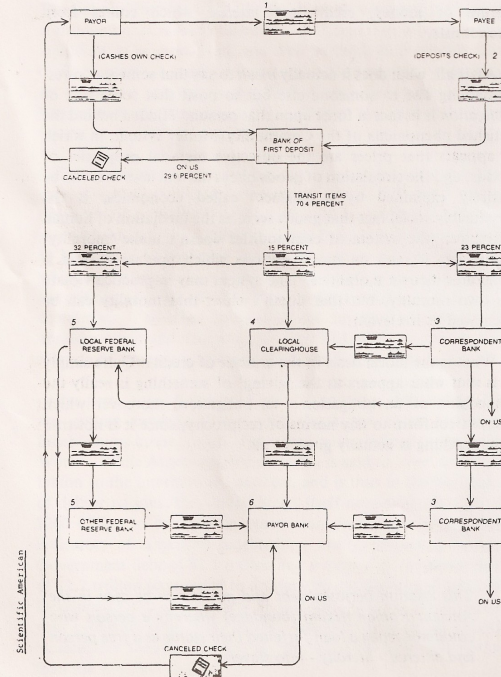 1
PAYOR
PAYEE
(CASHES OWN CHECK)
(DEPOSITS CHECK) 2
BANK OF
FIRST DEPOSIT
CANCELED CHECK
ON US
29.6 PERCENT
TRANSIT ITEMS
70.4 PERCENT
32 PERCENT
15 PERCENT
23 PERCENT
5
LOCAL FEDERAL
RESERVE BANK
4
LOCAL
CLEARINGHOUSE
3
CORRESPONDENT
BANK
ON US
5
OTHER FEDERAL
RESERVE BANK
6
PAYOR BANK
3
CORRESPONDENT
BANK
ON US
ON US
CANCELED CHECK
Scientific American